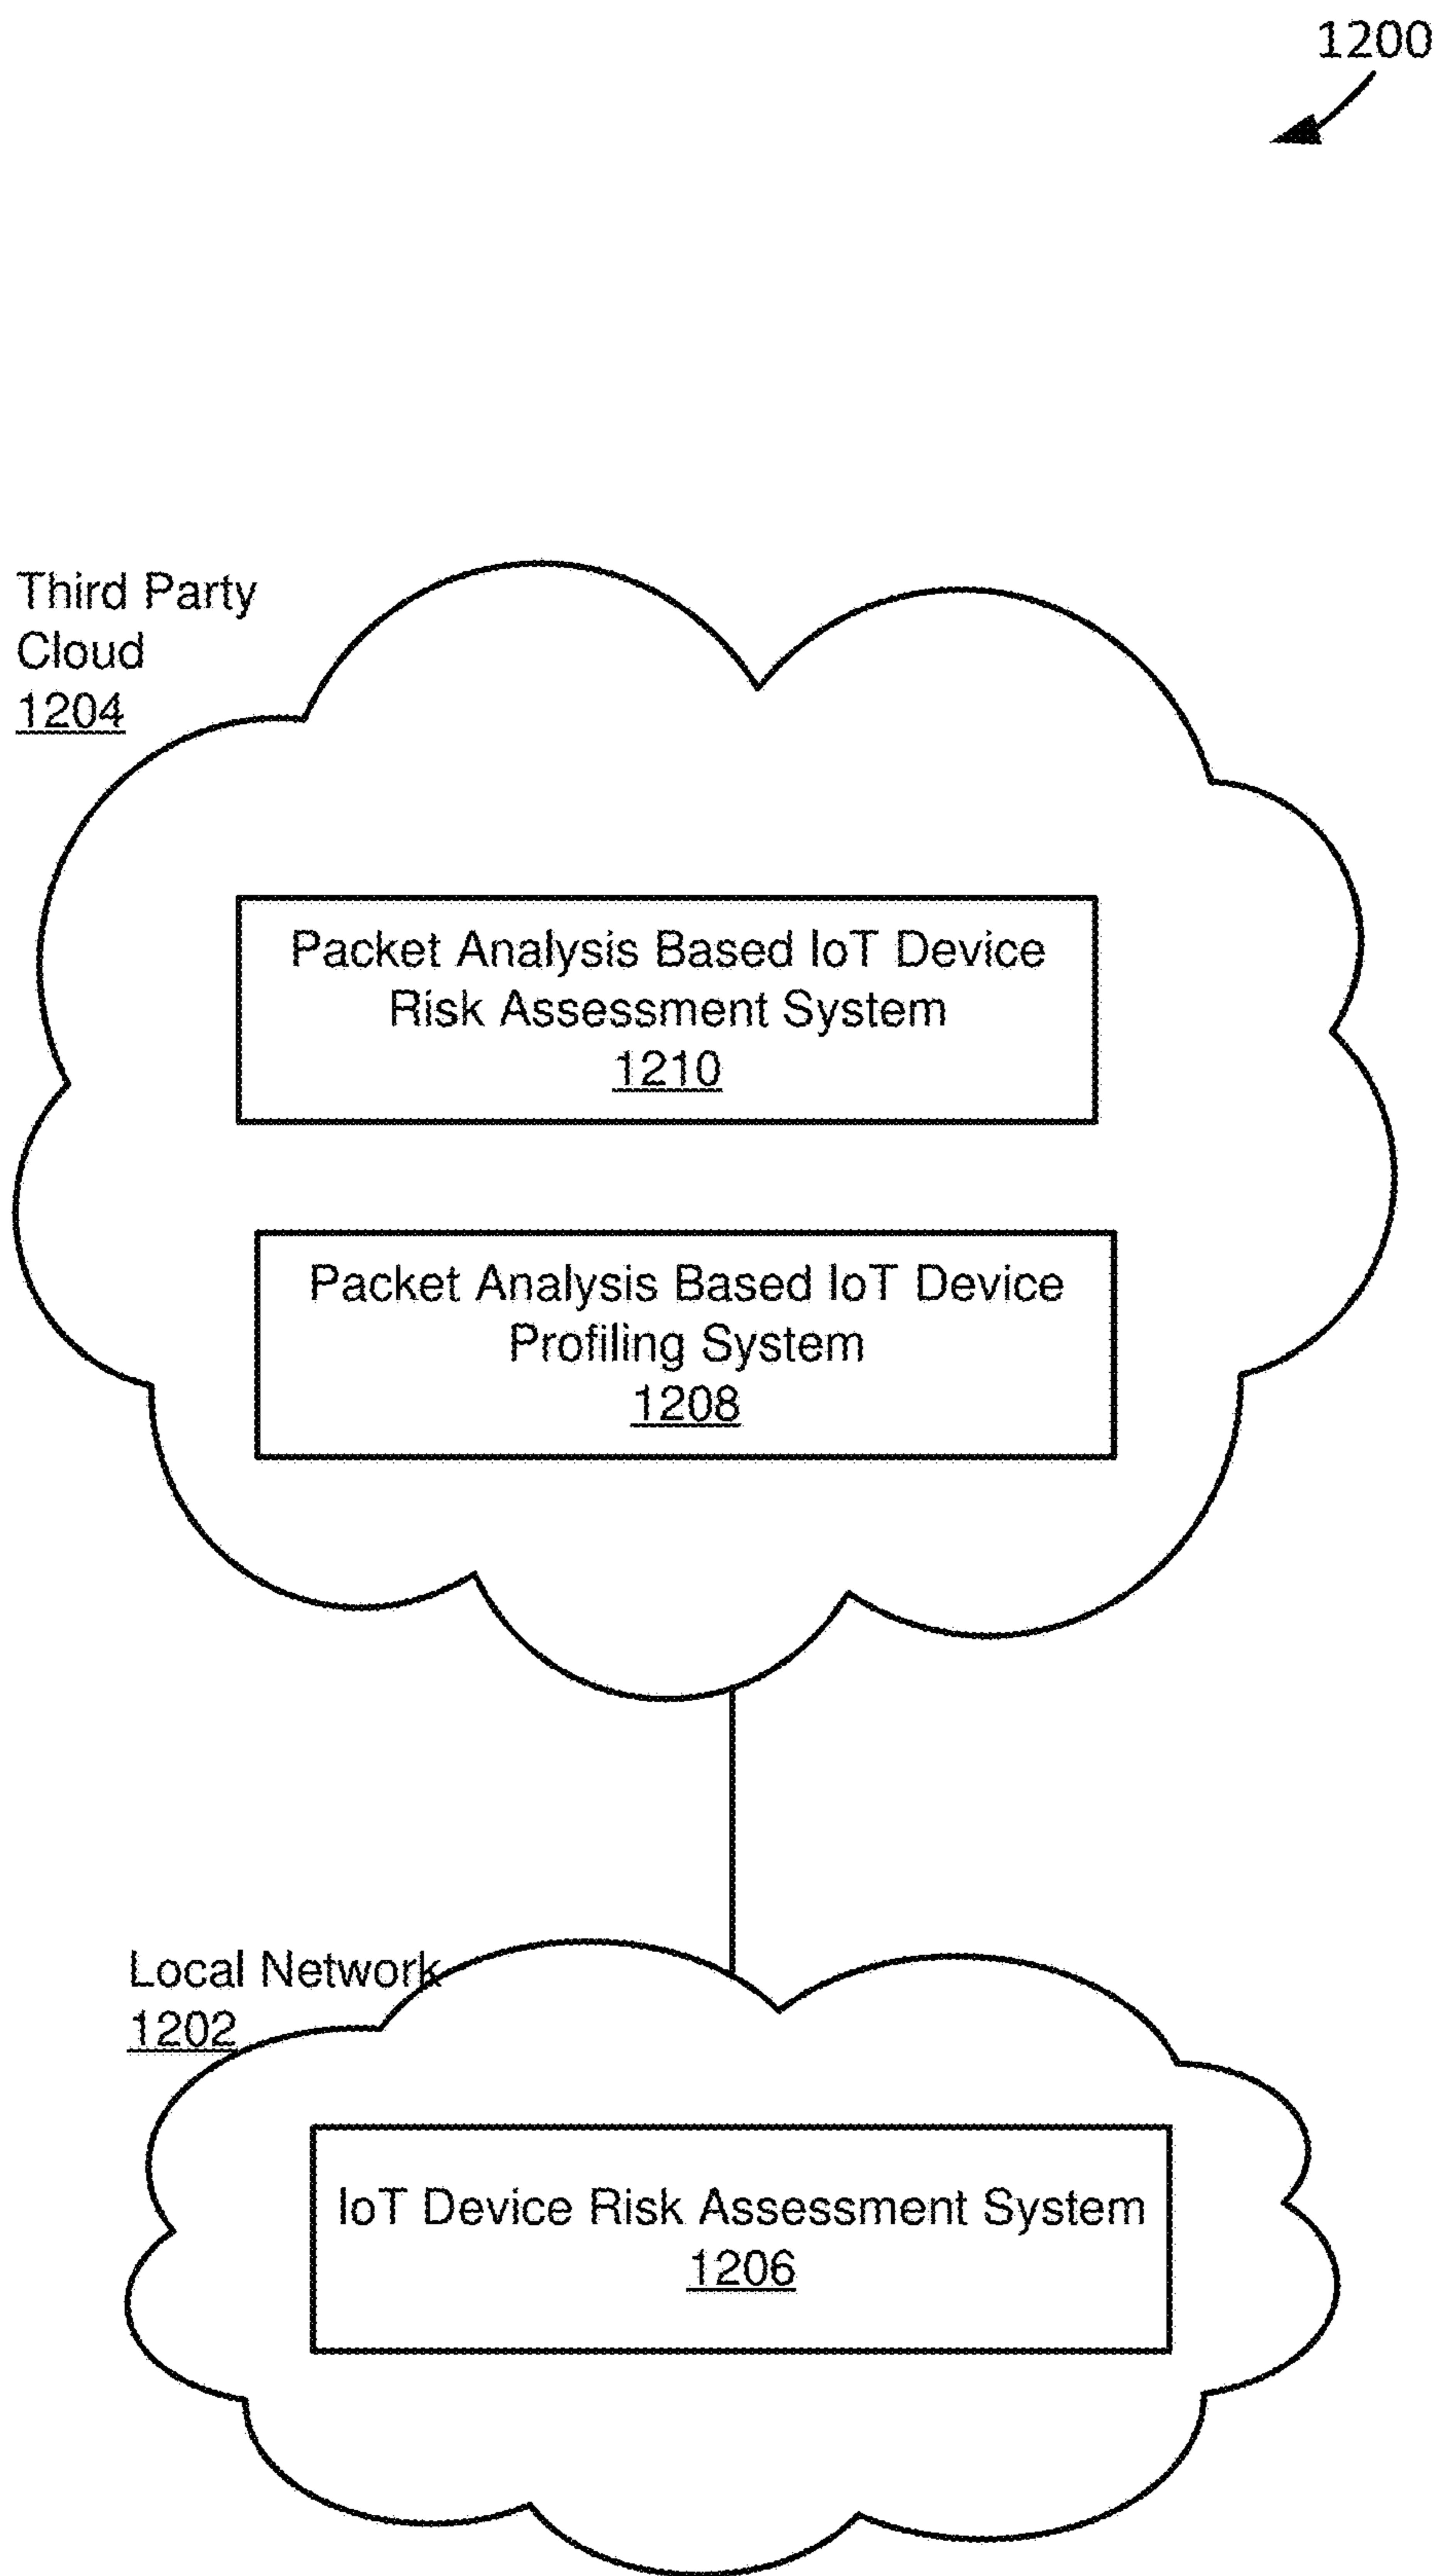 1200
Third Party
Cloud
1204
Packet Analysis Based IoT Device
Risk Assessment System
1210
Packet Analysis Based IoT Device
Profiling System
1208
Local Network
1202
IoT Device Risk Assessment System
1206